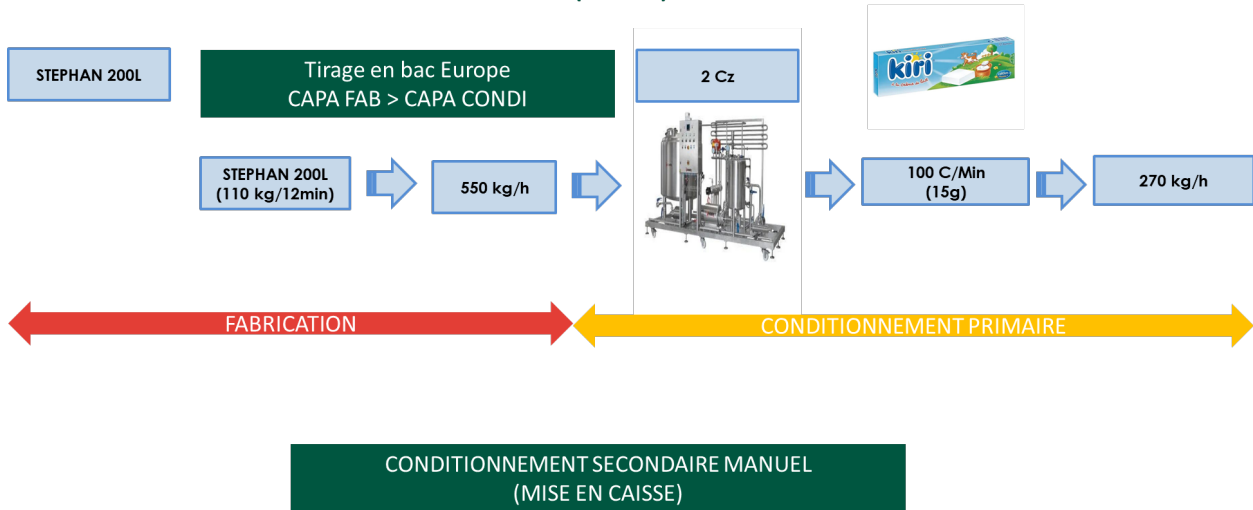 STEPHAN 200L
Tirage en bac Europe
CAPA FAB > CAPA CONDI
2 Cz
kiri
STEPHAN 200L
(110 kg/12min)
550 kg/h
100 C/Min
(15g)
270 kg/h
FABRICATION
CONDITIONNEMENT PRIMAIRE
CONDITIONNEMENT SECONDAIRE MANUEL
(MISE EN CAISSE)